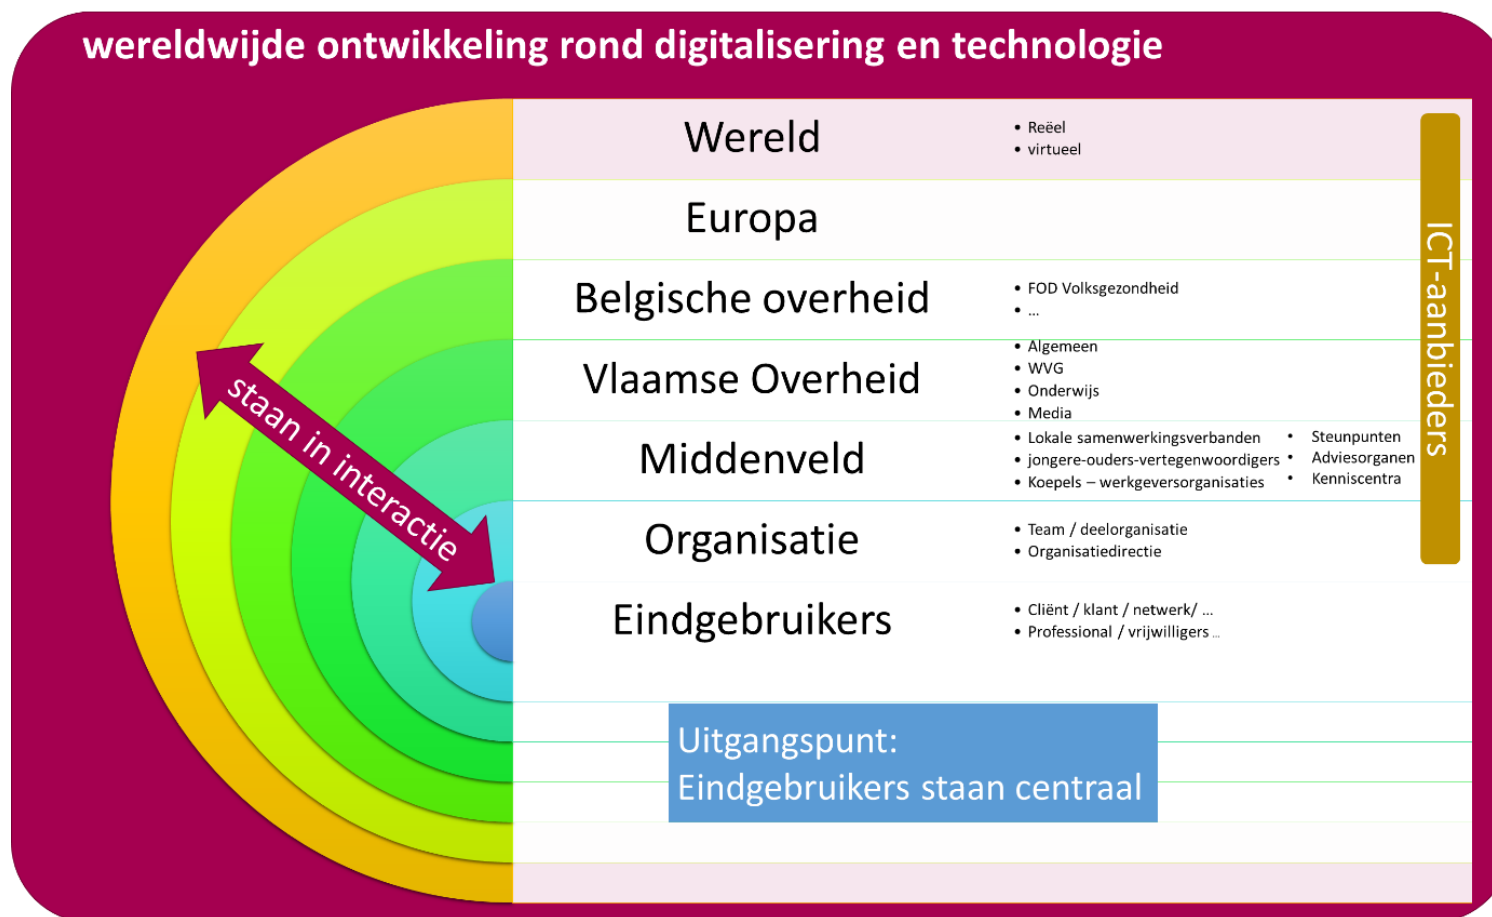 wereldwijde ontwikkeling rond digitalisering en technologie
Wereld
• Reëel
• virtueel
Europa
Belgische overheid
• FOD Volksgezondheid
• ...
Vlaamse Overheid
• Algemeen
• WVG
• Onderwijs
• Media
Middenveld
• Lokale samenwerkingsverbanden
• jongere-ouders-vertegenwoordigers
• Koepels – werkgeversorganisaties
• Steunpunten
• Adviesorganen
• Kenniscentra
Organisatie
• Team / deelorganisatie
• Organisatiedirectie
Eindgebruikers
• Cliënt / klant / netwerk/ ...
• Professional / vrijwilligers ...
ICT-aanbieders
staan in interactie
Uitgangspunt:
Eindgebruikers staan centraal